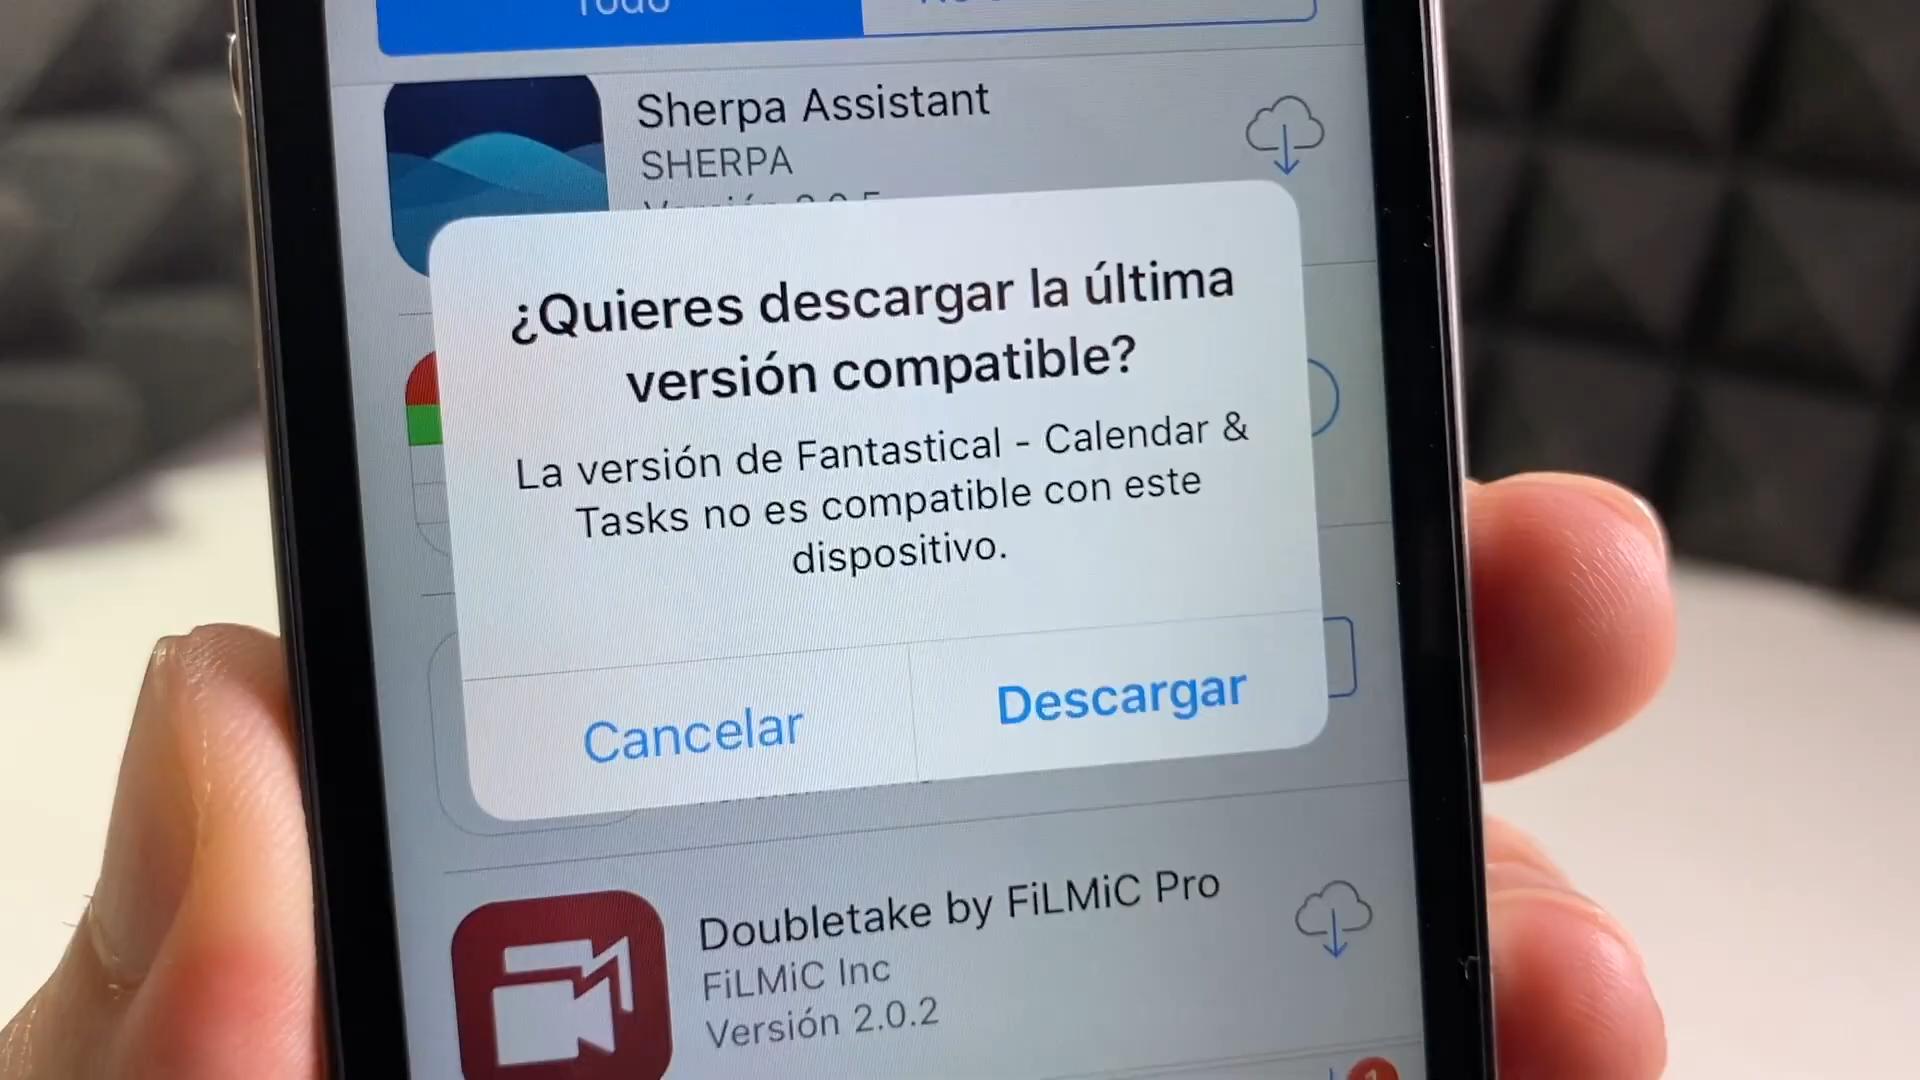 Todo
Sherpa Assistant
SHERPA
¿Quieres descargar la última
versión compatible?
La versión de Fantastical - Calendar &
Tasks no es compatible con este
dispositivo.
Cancelar
Descargar
Doubletake by FiLMiC Pro
FiLMiC Inc
Versión 2.0.2